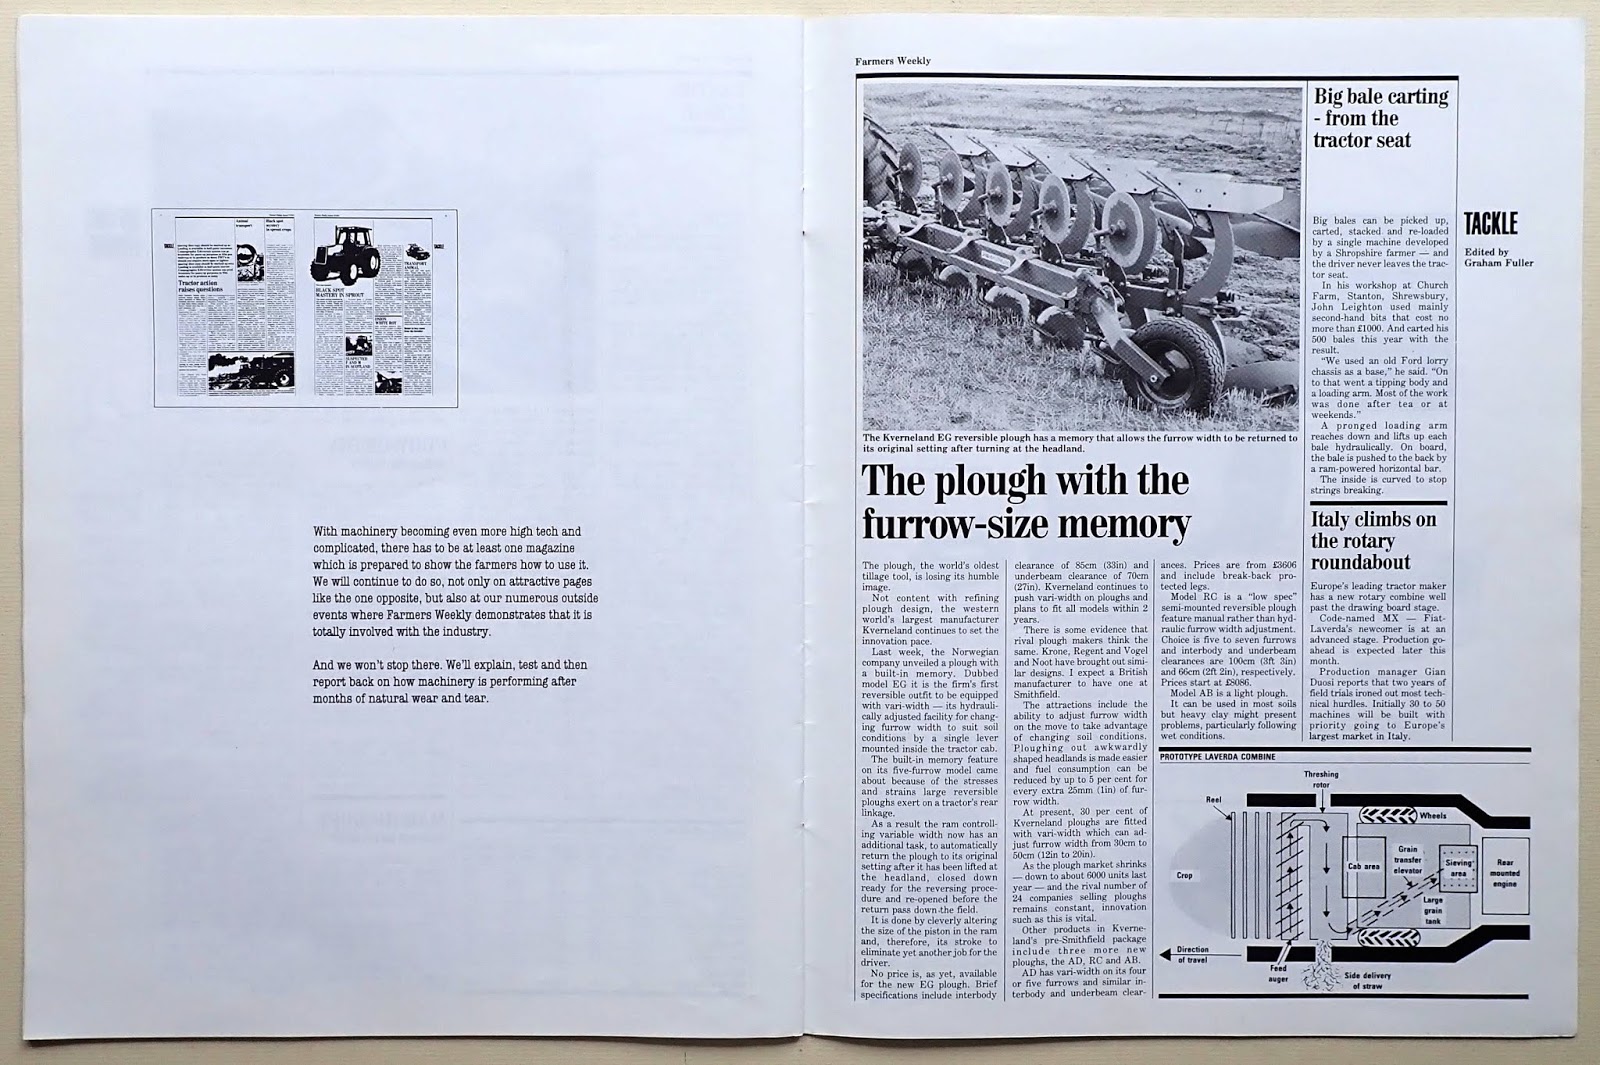 Tractor action
raises questions
BLACK SPOT
MASTERY IN SPROUT
TACKLE
With machinery becoming even more high tech and
complicated, there has to be at least one magazine
which is prepared to show the farmers how to use it.
We will continue to do so, not only on attractive pages
like the one opposite, but also at our numerous outside
events where Farmers Weekly demonstrates that it is
totally involved with the industry.
And we won't stop there. We'll explain, test and then
report back on how machinery is performing after
months of natural wear and tear.
Farmers Weekly
The Kverneland EG reversible plough has a memory that allows the furrow width to be returned to
its original setting after turning at the headland.
The plough with the
furrow-size memory
The plough, the world's oldest
tillage tool, is losing its humble
image.
Not content with refining
plough design, the western
world's largest manufacturer
Kverneland continues to set the
innovation pace.
Last week, the Norwegian
company unveiled a plough with
a built-in memory. Dubbed
model EG it is the firm's first
reversible outfit to be equipped
with vari-width — its hydrauli-
cally adjusted facility for chang-
ing furrow width to suit soil
conditions by a single lever
mounted inside the tractor cab.
The built-in memory feature
on its five-furrow model came
about because of the stresses
and strains large reversible
ploughs exert on a tractor's rear
linkage.
As a result the ram controll-
ing variable width now has an
additional task, to automatically
return the plough to its original
setting after it has been lifted at
the headland, closed down
ready for the reversing proce-
dure and re-opened before the
return pass down the field.
It is done by cleverly altering
the size of the piston in the ram
and, therefore, its stroke to
eliminate yet another job for the
driver.
No price is, as yet, available
for the new EG plough. Brief
specifications include interbody
clearance of 85cm (33in) and
underbeam clearance of 70cm
(27in). Kverneland continues to
push vari-width on ploughs and
plans to fit all models within 2
years.
There is some evidence that
rival plough makers think the
same. Krone, Regent and Vogel
and Noot have brought out simi-
lar designs. I expect a British
manufacturer to have one at
Smithfield.
The attractions include the
ability to adjust furrow width
on the move to take advantage
of changing soil conditions.
Ploughing out awkwardly
shaped headlands is made easier
and fuel consumption can be
reduced by up to 5 per cent for
every extra 25mm (1in) of fur-
row width.
At present, 30 per cent of
Kverneland ploughs are fitted
with vari-width which can ad-
just furrow width from 30cm to
50cm (12in to 20in).
As the plough market shrinks
— down to about 6000 units last
year — and the rival number of
24 companies selling ploughs
remains constant, innovation
such as this is vital.
Other products in Kverne-
land's pre-Smithfield package
include three more new
ploughs, the AD, RC and AB.
AD has vari-width on its four
or five furrows and similar in-
terbody and underbeam clear-
ances. Prices are from £3606
and include break-back pro-
tected legs.
Model RC is a "low spec"
semi-mounted reversible plough
feature manual rather than hyd-
raulic furrow width adjustment.
Choice is five to seven furrows
and interbody and underbeam
clearances are 100cm (3ft 3in)
and 66cm (2ft 2in), respectively.
Prices start at £8086.
Model AB is a light plough.
It can be used in most soils
but heavy clay might present
problems, particularly following
wet conditions.
Big bale carting
- from the
tractor seat
Big bales can be picked up,
carted, stacked and re-loaded
by a single machine developed
by a Shropshire farmer — and
the driver never leaves the trac-
tor seat.
In his workshop at Church
Farm, Stanton, Shrewsbury,
John Leighton used mainly
second-hand bits that cost no
more than £1000. And carted his
500 bales this year with the
result.
"We used an old Ford lorry
chassis as a base," he said. "On
to that went a tipping body and
a loading arm. Most of the work
was done after tea or at
weekends."
A pronged loading arm
reaches down and lifts up each
bale hydraulically. On board,
the bale is pushed to the back by
a ram-powered horizontal bar.
The inside is curved to stop
strings breaking.
Italy climbs on
the rotary
roundabout
Europe's leading tractor maker
has a new rotary combine well
past the drawing board stage.
Code-named MX — Fiat-
Laverda's newcomer is at an
advanced stage. Production go-
ahead is expected later this
month.
Production manager Gian
Duosi reports that two years of
field trials ironed out most tech-
nical hurdles. Initially 30 to 50
machines will be built with
priority going to Europe's
largest market in Italy.
TACKLE
Edited by
Graham Fuller
PROTOTYPE LAVERDA COMBINE
Threshing
rotor
Reel
Wheels
Crop
Cab area
Grain
transfer
elevator
Sieving
area
Rear
mounted
engine
Large
grain
tank
Direction
of travel
Feed
auger
Side delivery
of straw